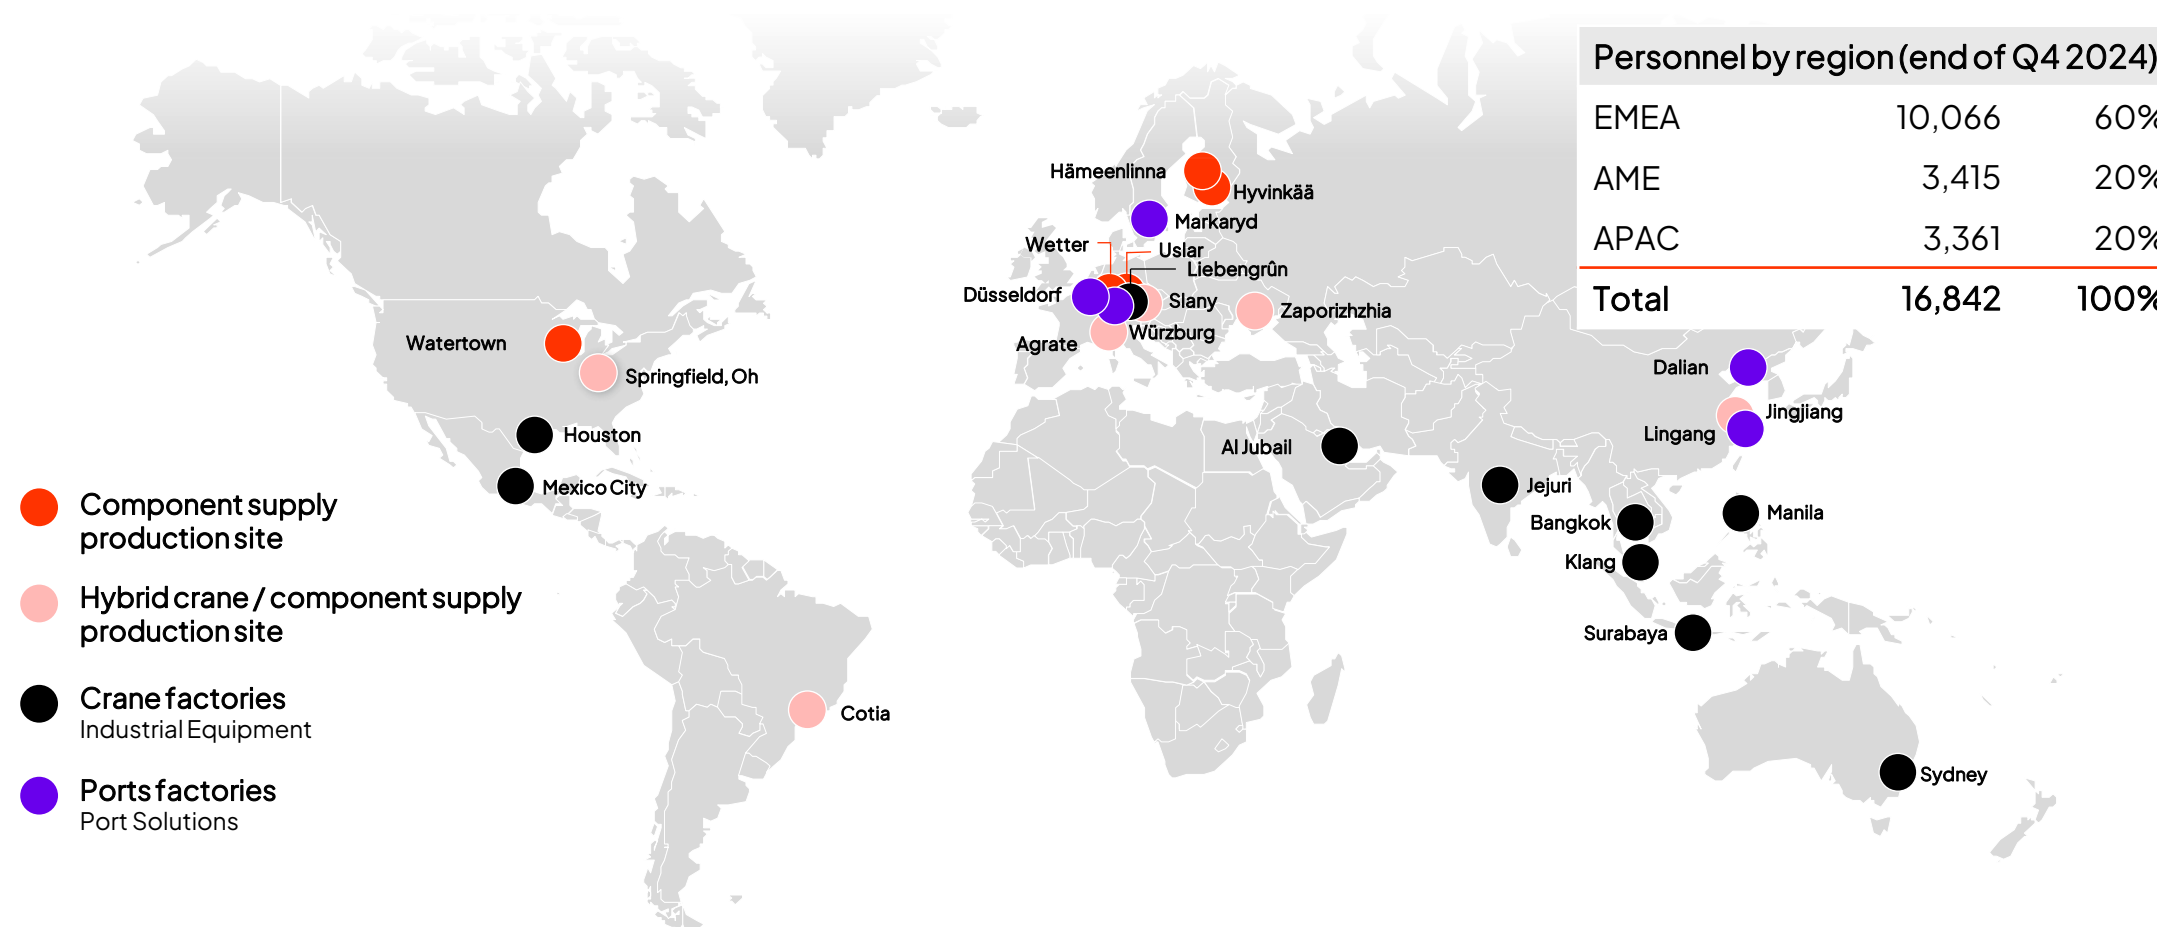 Personnel by region (end of Q4 2024)
EMEA 10,066 60%
AME 3,415 20%
APAC 3,361 20%
Total 16,842 100%
Hämeenlinna
Hyvinkää
Markaryd
Wetter
Uslar
Liebengrûn
Düsseldorf
Slany
Zaporizhzhia
Würzburg
Agrate
Watertown
Springfield, Oh
Houston
Mexico City
Dalian
Jingjiang
Lingang
Al Jubail
Jejuri
Bangkok
Manila
Klang
Surabaya
Cotia
Sydney
Component supply
production site
Hybrid crane / component supply
production site
Crane factories
Industrial Equipment
Ports factories
Port Solutions